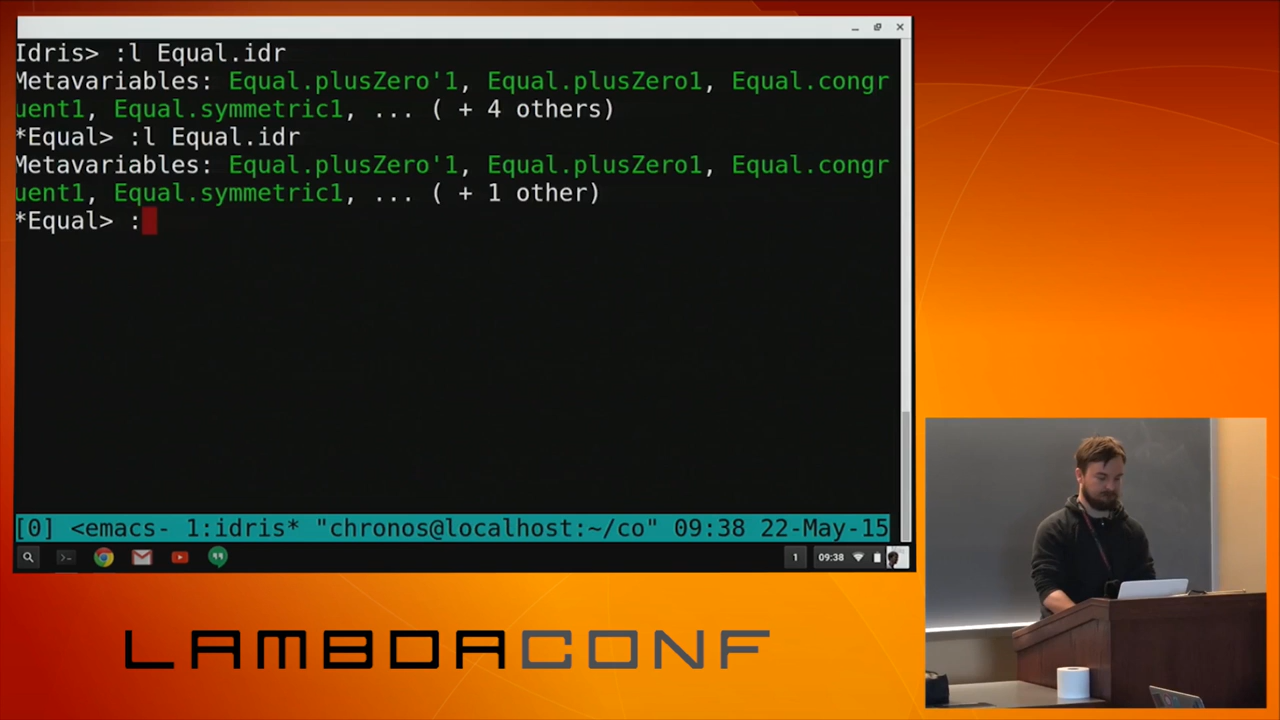 Idris> :l Equal.idr
Metavariables: Equal.plusZero'1, Equal.plusZero1, Equal.congr
uent1, Equal.symmetric1, ... ( + 4 others)
*Equal> :l Equal.idr
Metavariables: Equal.plusZero'1, Equal.plusZero1, Equal.congr
uent1, Equal.symmetric1, ... ( + 1 other)
*Equal> :
[0] <emacs- 1:idris* "chronos@localhost:~/co" 09:38 22-May-15
1 09:38
LAMBDACONF